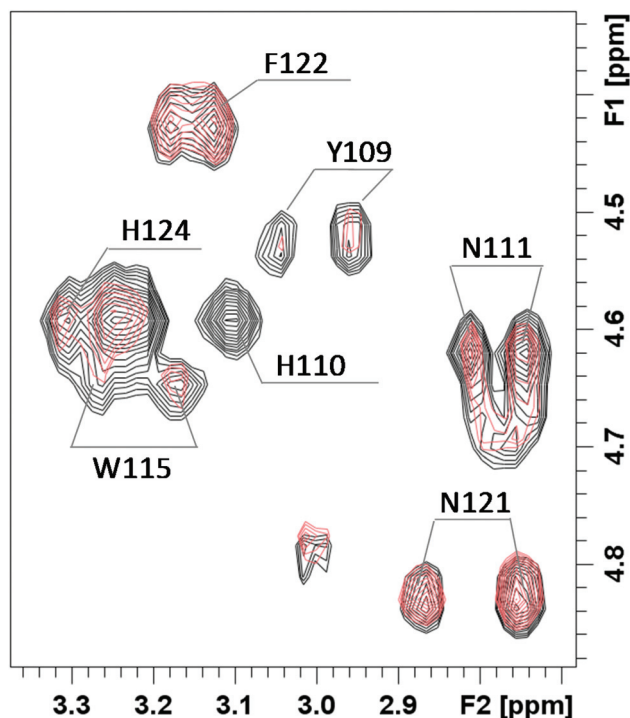 F122
Y109
H124
N111
H110
W115
N121
F1 [ppm]
4.5
4.6
4.7
4.8
3.3 3.2 3.1 3.0 2.9 F2 [ppm]